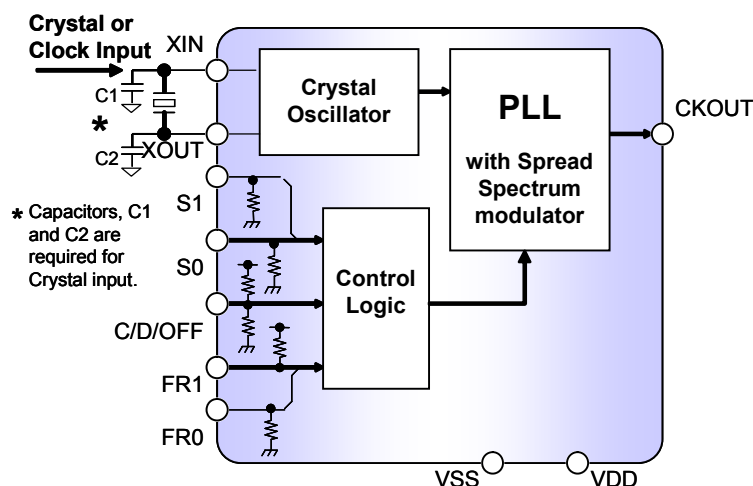 Crystal or
Clock Input
XIN
C1
*
C2
XOUT
S1
* Capacitors, C1
and C2 are
required for
Crystal input.
S0
C/D/OFF
FR1
FR0
Crystal
Oscillator
Control
Logic
PLL
with Spread
Spectrum
modulator
CKOUT
VSS
VDD